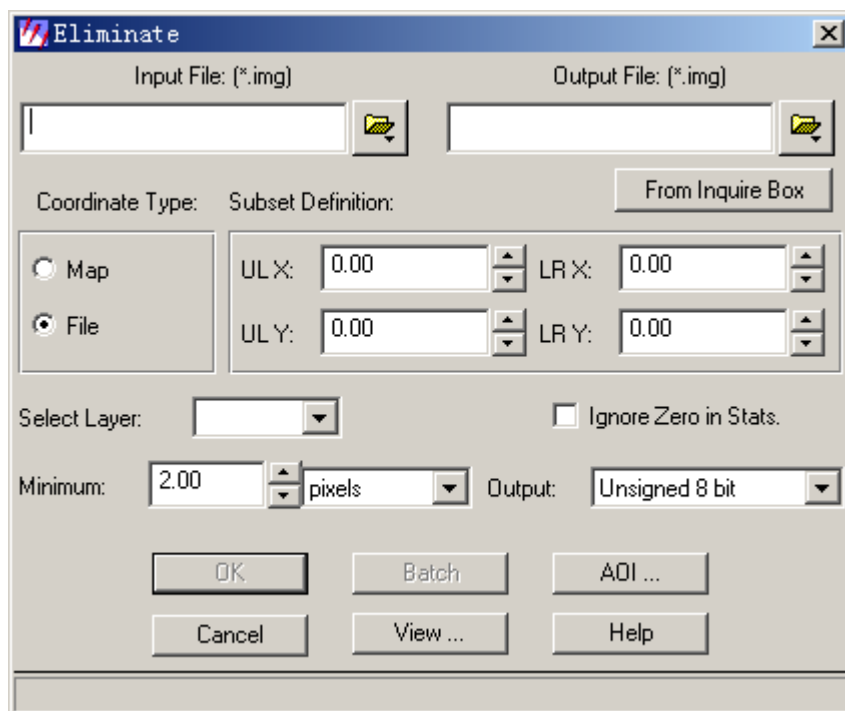 Eliminate
Input File: (*.img) Output File: (*.img)
From Inquire Box
Coordinate Type: Subset Definition:
Map UL X: 0.00 LR X: 0.00
File UL Y: 0.00 LR Y: 0.00
Select Layer: Ignore Zero in Stats.
Minimum: 2.00 pixels Output: Unsigned 8 bit
OK Batch AOI ...
Cancel View ... Help